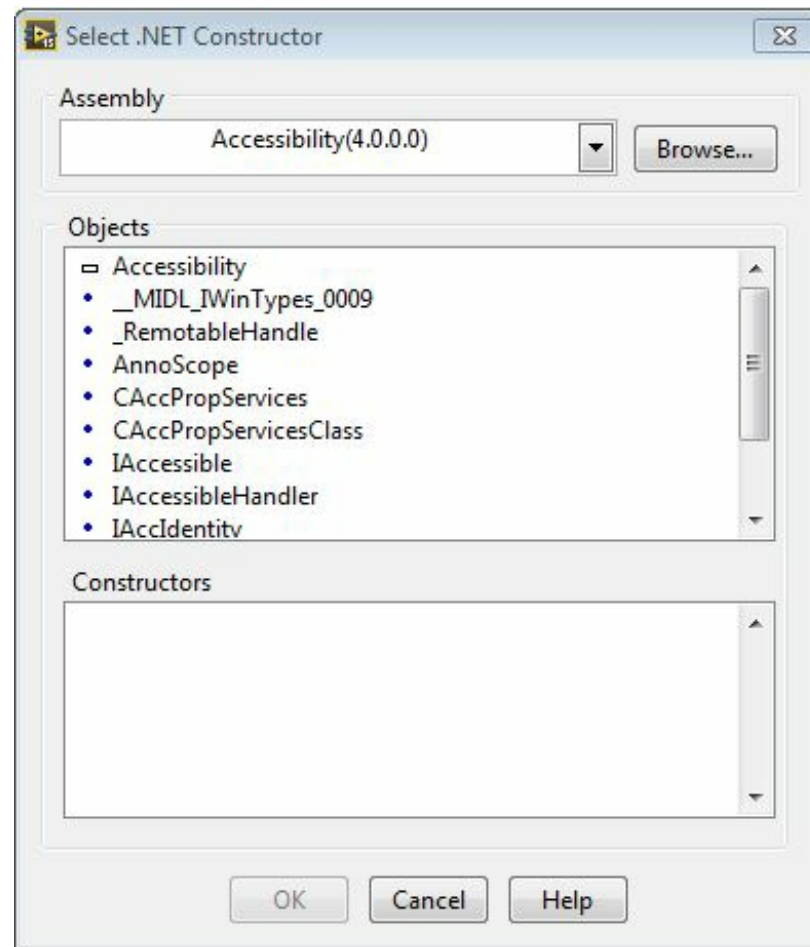 Select .NET Constructor
Assembly
Accessibility(4.0.0.0)
Browse...
Objects
Accessibility
__MIDL_IWinTypes_0009
_RemotableHandle
AnnoScope
CAccPropServices
CAccPropServicesClass
IAccessible
IAccessibleHandler
IAccIdentity
Constructors
OK Cancel Help